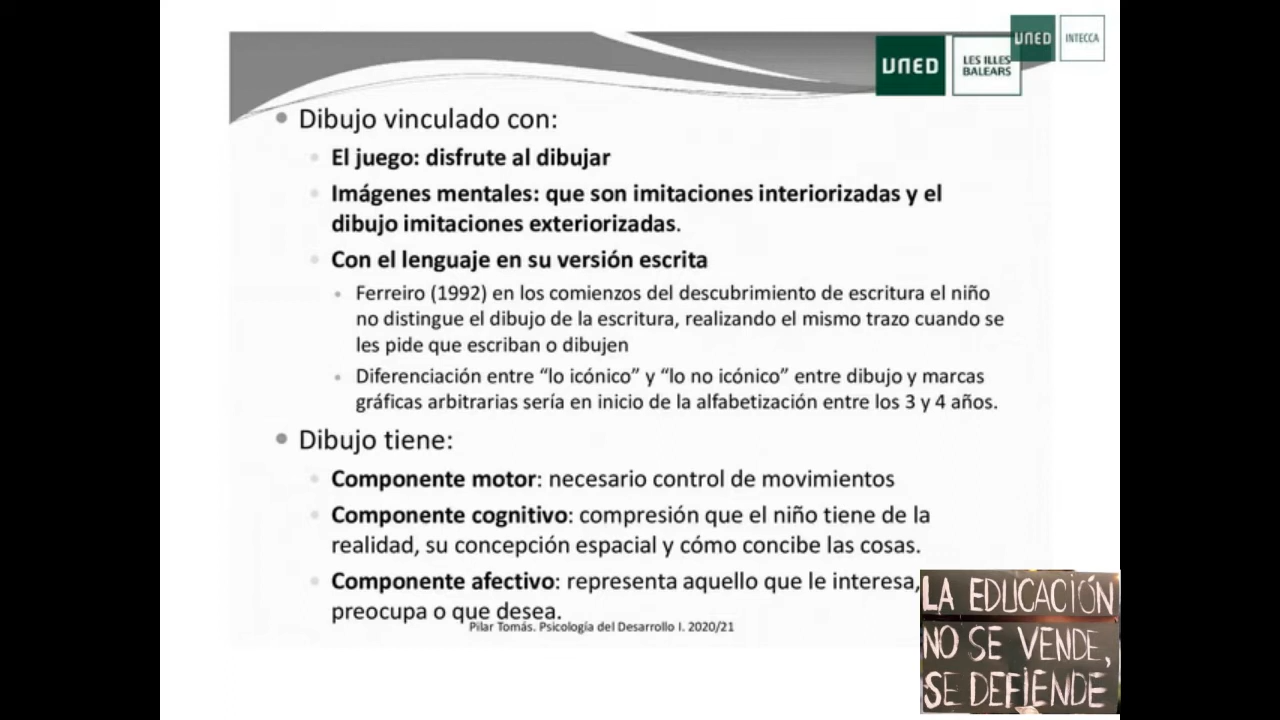 UNED
INTECCA
UNED
LES ILLES
BALEARS
Dibujo vinculado con:
El juego: disfrute al dibujar
Imágenes mentales: que son imitaciones interiorizadas y el
dibujo imitaciones exteriorizadas.
Con el lenguaje en su versión escrita
Ferreiro (1992) en los comienzos del descubrimiento de escritura el niño
no distingue el dibujo de la escritura, realizando el mismo trazo cuando se
les pide que escriban o dibujen
Diferenciación entre “lo icónico” y “lo no icónico” entre dibujo y marcas
gráficas arbitrarias sería en inicio de la alfabetización entre los 3 y 4 años.
Dibujo tiene:
Componente motor: necesario control de movimientos
Componente cognitivo: compresión que el niño tiene de la
realidad, su concepción espacial y cómo concibe las cosas.
Componente afectivo: representa aquello que le interesa,
preocupa o que desea.
Pilar Tomás. Psicología del Desarrollo I. 2020/21
LA EDUCACIÓN
NO SE VENDE,
SE DEFIENDE